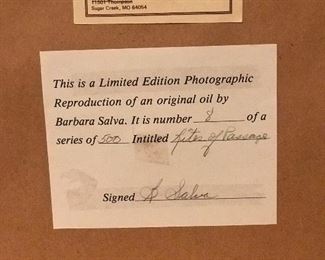 11501 Thompson
Sugar Creek, MO 64054
This is a Limited Edition Photographic
Reproduction of an original oil by
Barbara Salva. It is number 8 of a
series of 500 Intitled Rites of Passage
Signed B Salva